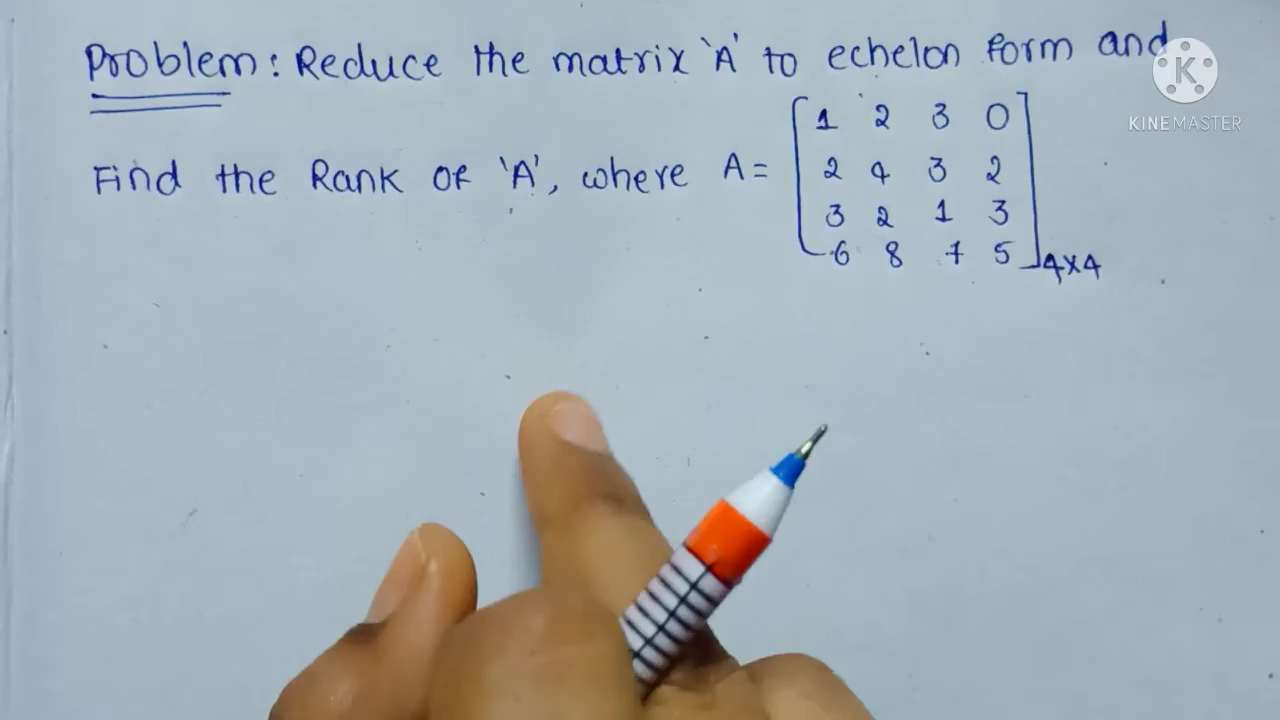 Problem: Reduce the matrix 'A' to echelon form and
K
KINEMASTER
Find the Rank of 'A', where A= [1 2 3 0
2 4 3 2
3 2 1 3
6 8 7 5] 4x4